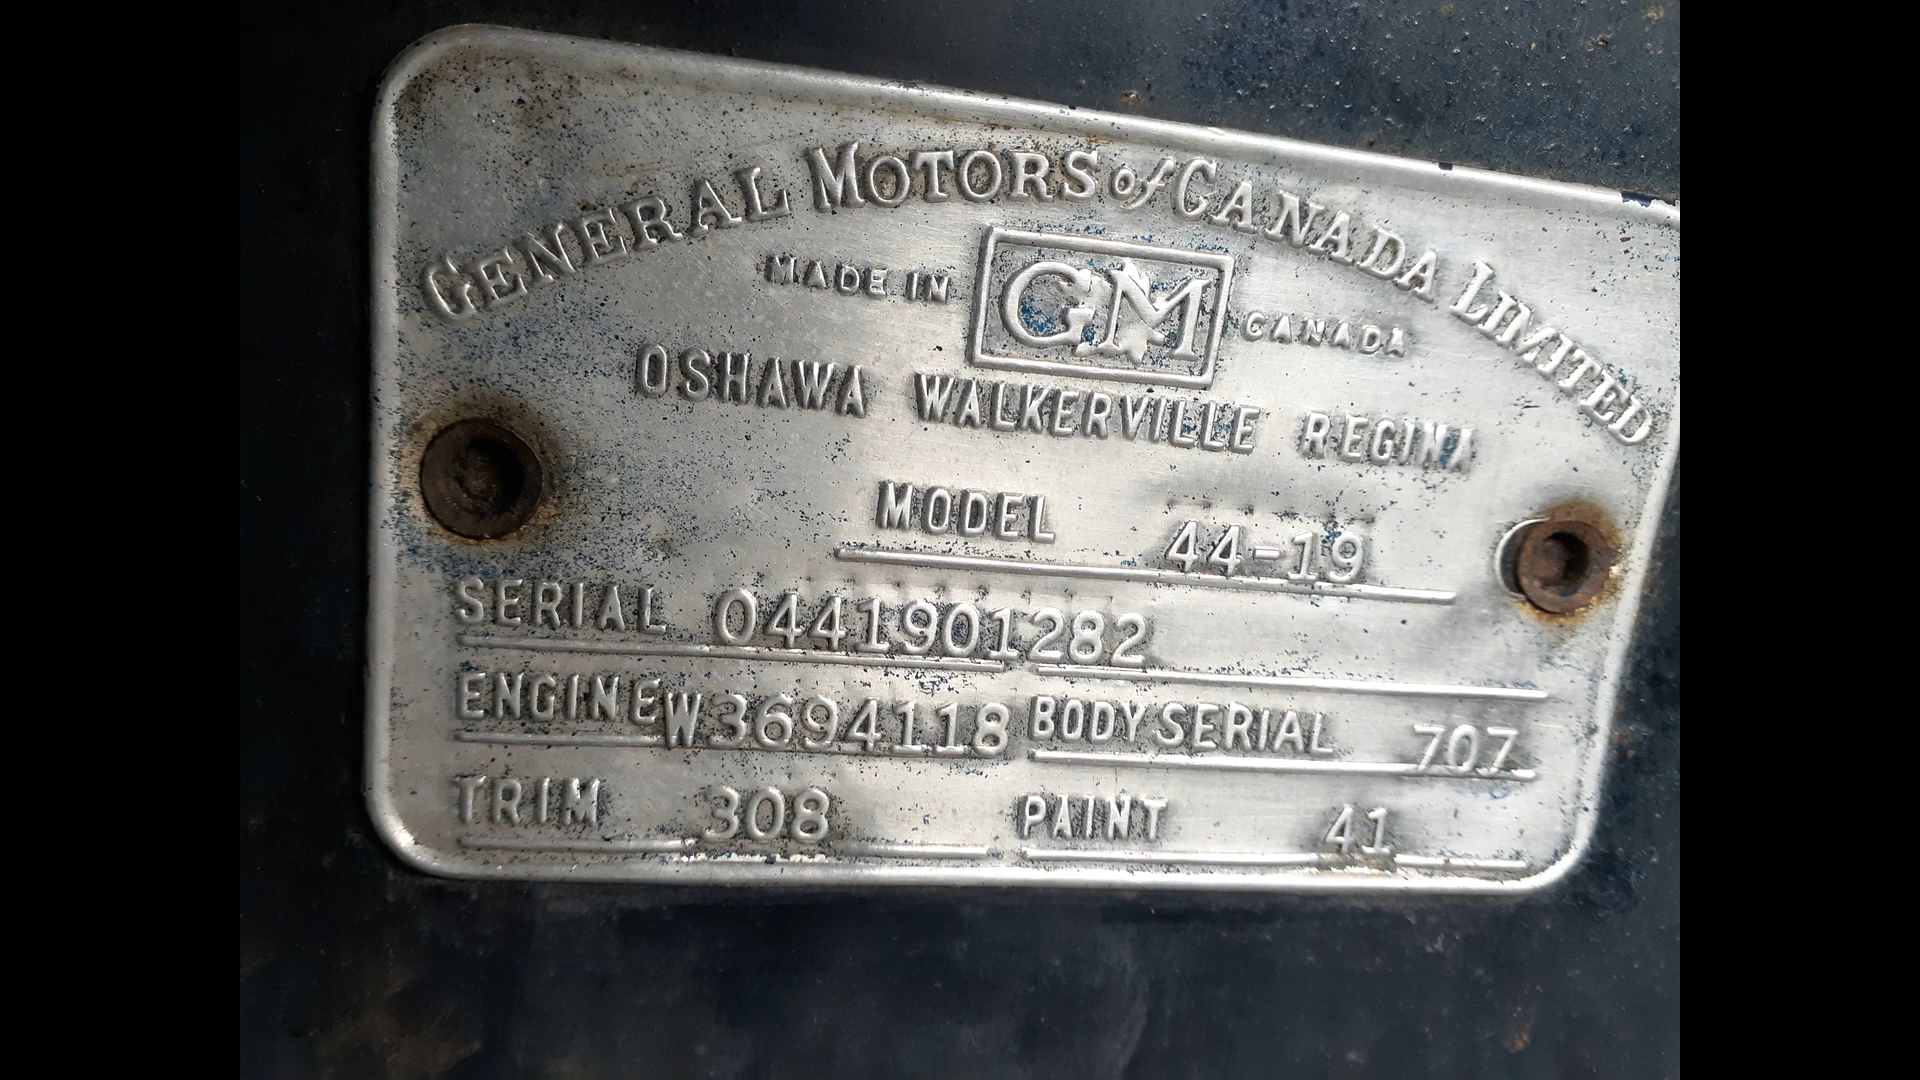 GENERAL MOTORS of CANADA LIMITED
MADE IN GM CANADA
OSHAWA WALKERVILLE REGINA
MODEL 44-19
SERIAL 0441901282
ENGINE W3694118 BODY SERIAL 707
TRIM 308 PAINT 41